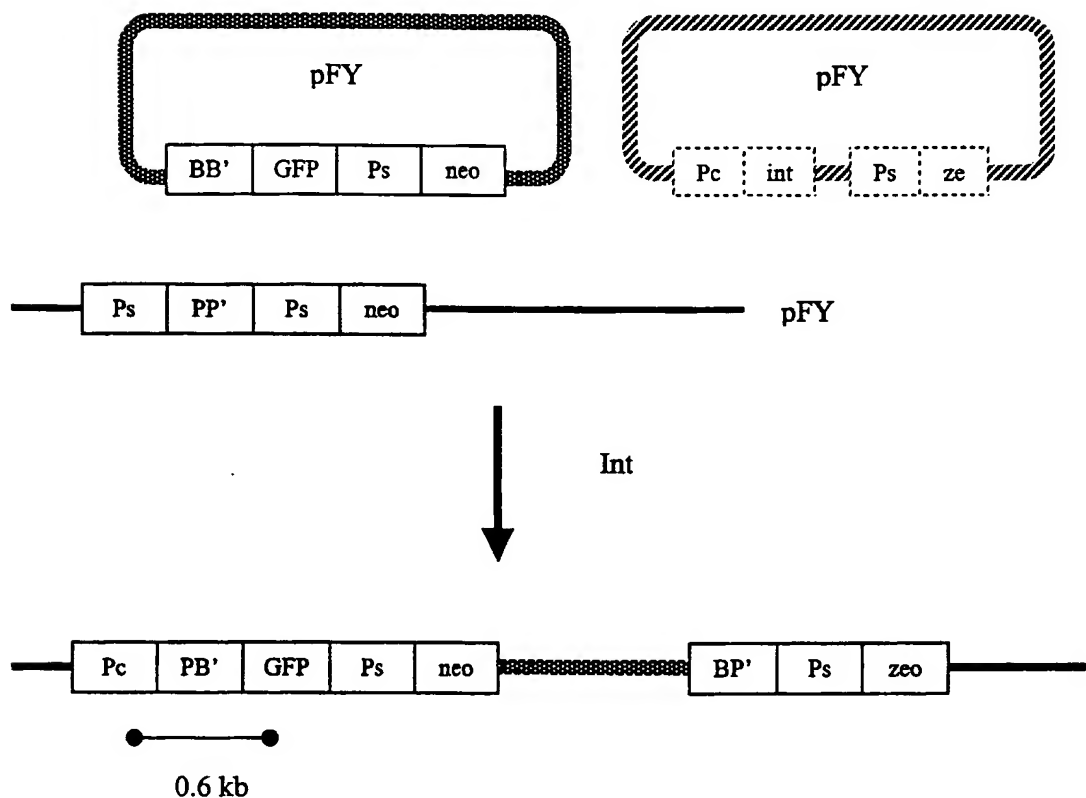 pFY pFY
BB' GFP Ps neo Pc int Ps ze
Ps PP' Ps neo pFY
Int
Pc PB' GFP Ps neo BP' Ps zeo
0.6 kb